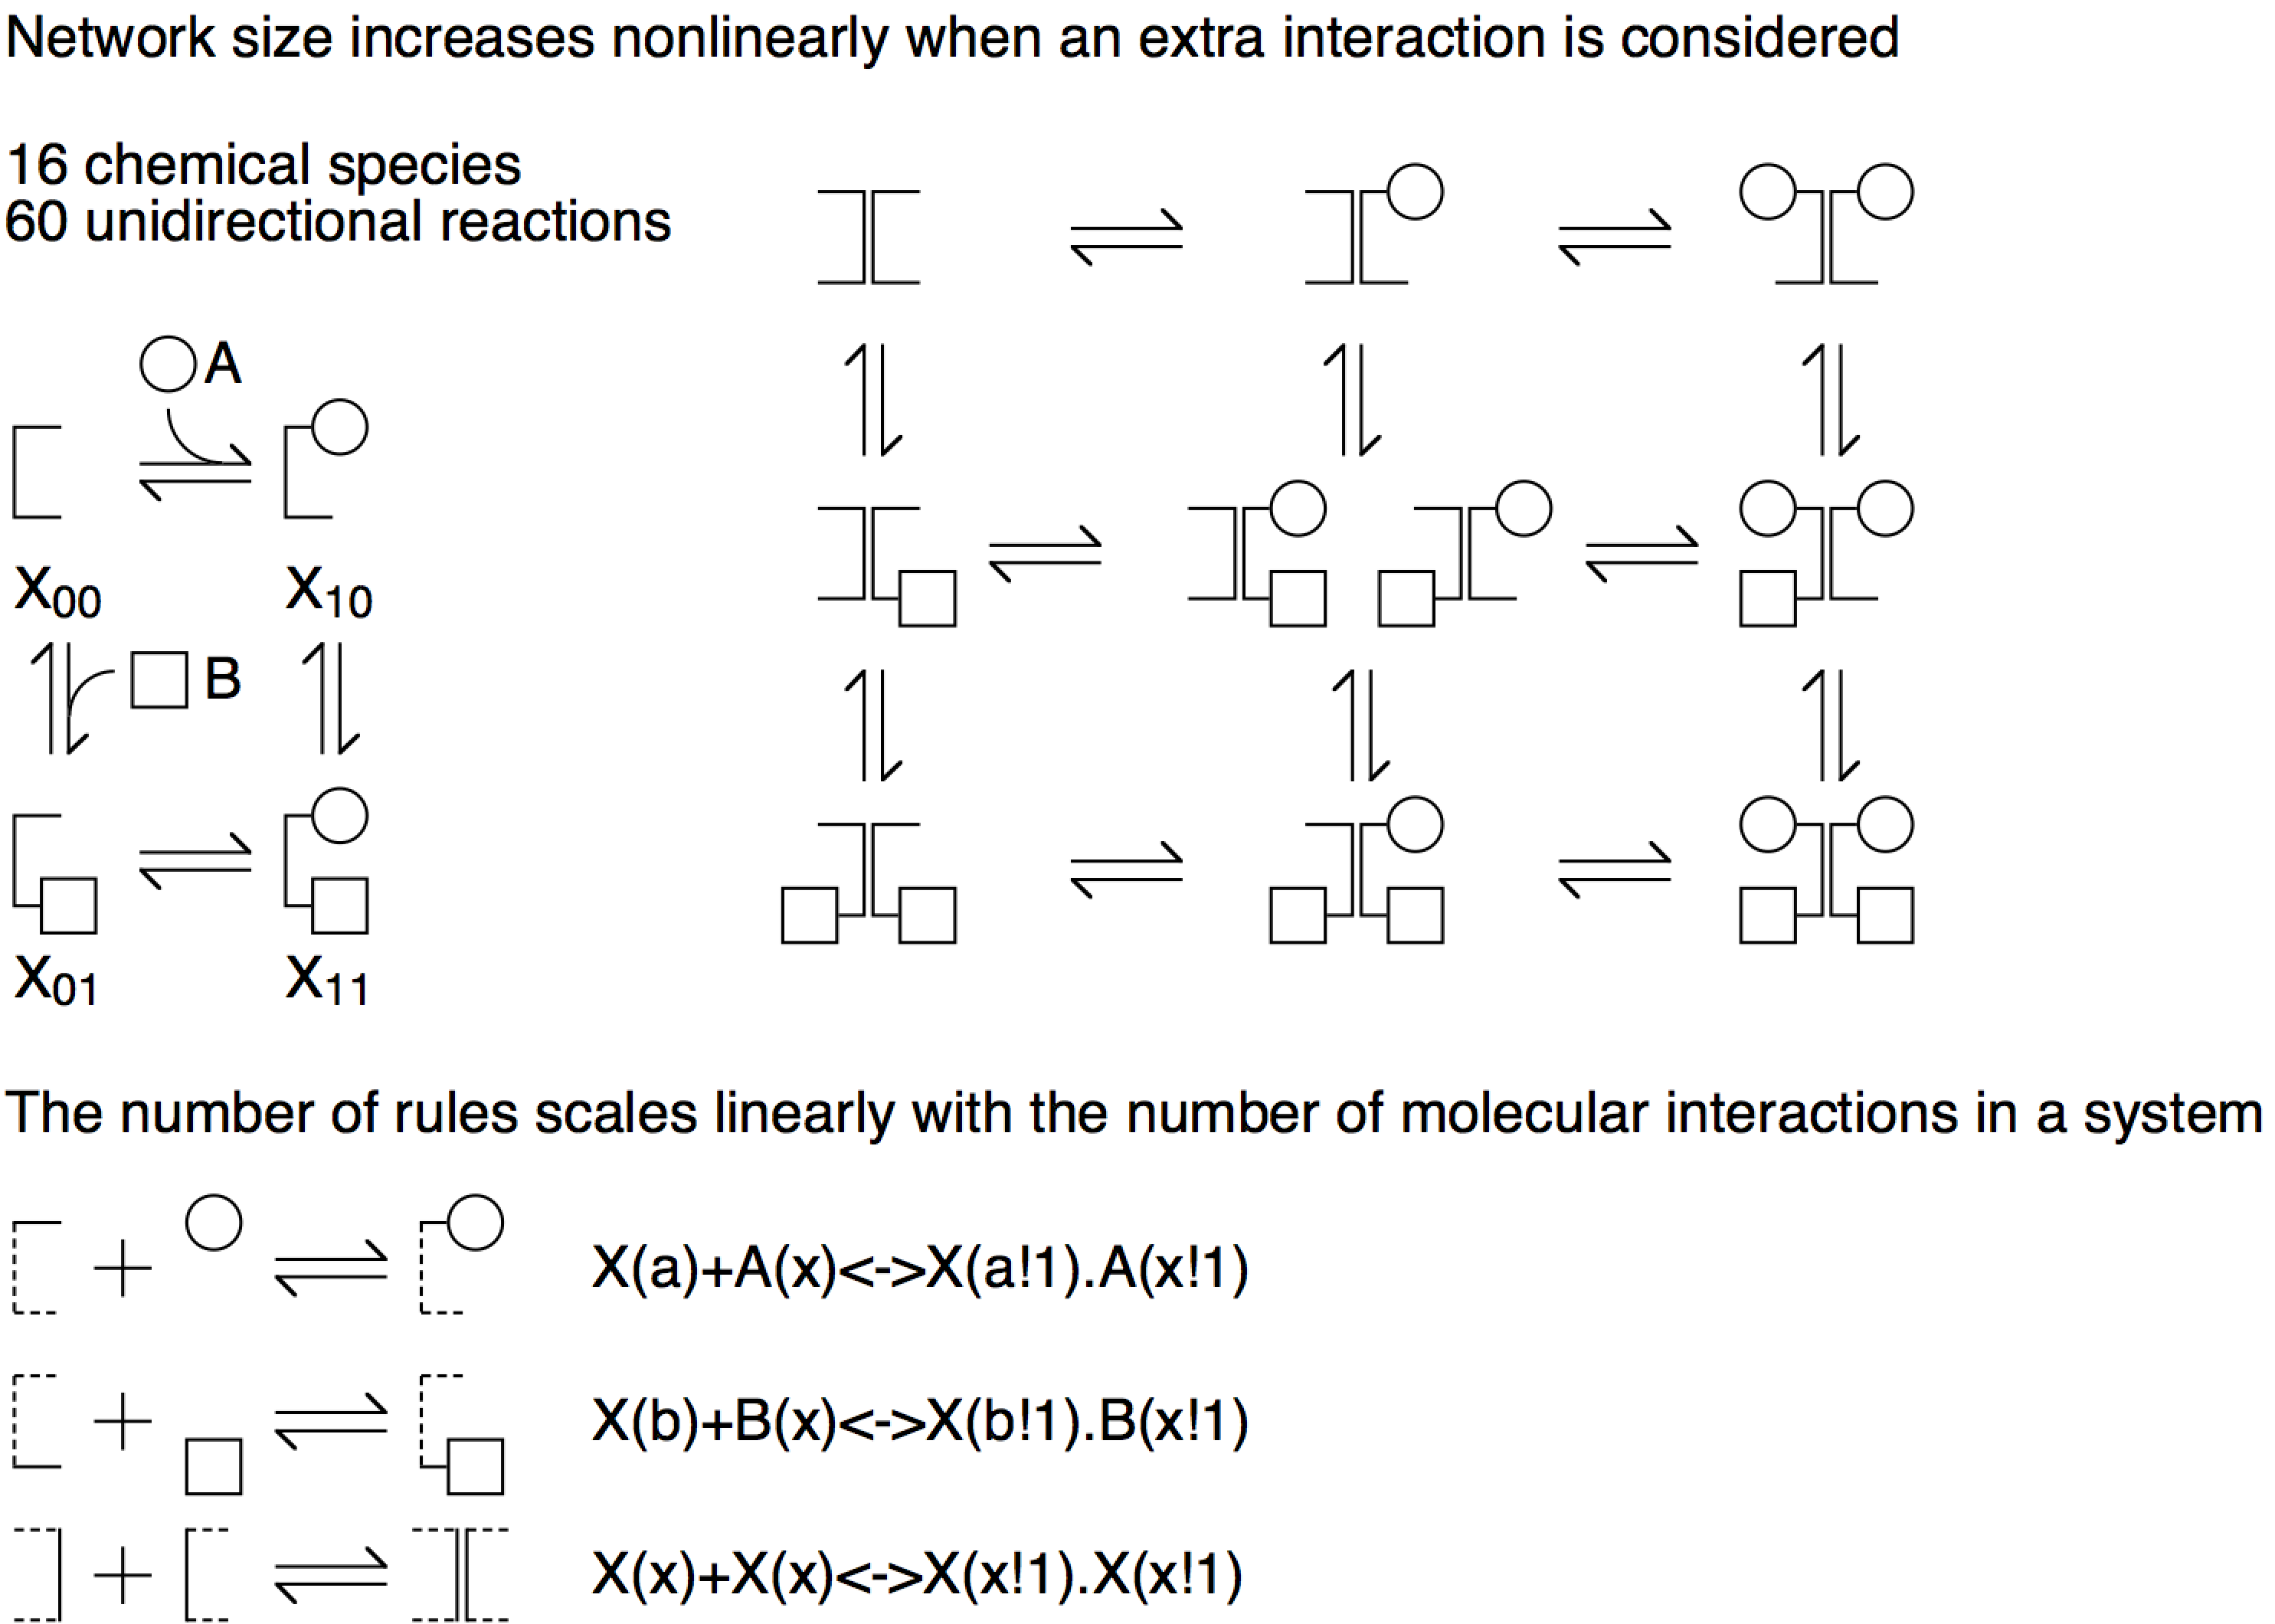 Network size increases nonlinearly when an extra interaction is considered
16 chemical species
60 unidirectional reactions
A
X00
X10
B
X01
X11
The number of rules scales linearly with the number of molecular interactions in a system
X(a)+A(x)<->X(a!1).A(x!1)
X(b)+B(x)<->X(b!1).B(x!1)
X(x)+X(x)<->X(x!1).X(x!1)